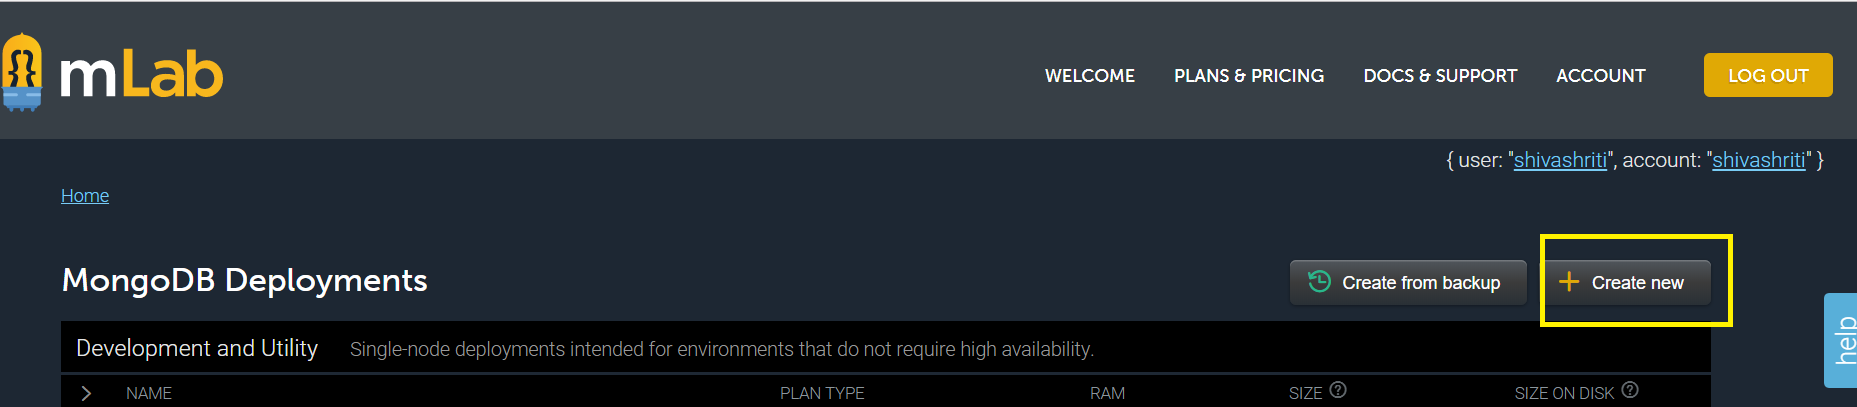 mLab
WELCOME PLANS & PRICING DOCS & SUPPORT ACCOUNT LOG OUT
{ user: "shivashriti", account: "shivashriti" }
Home
MongoDB Deployments
Create from backup
Create new
help
Development and Utility Single-node deployments intended for environments that do not require high availability.
NAME PLAN TYPE RAM SIZE ? SIZE ON DISK ?